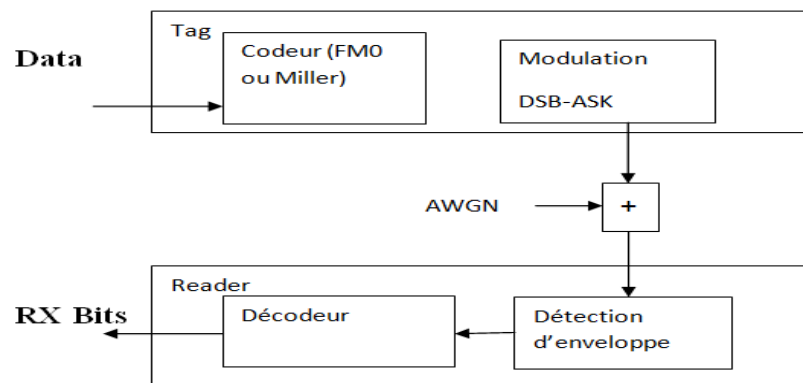 Tag
Data
Codeur (FM0
ou Miller)
Modulation
DSB-ASK
AWGN
+
Reader
RX Bits
Décodeur
Détection
d'enveloppe